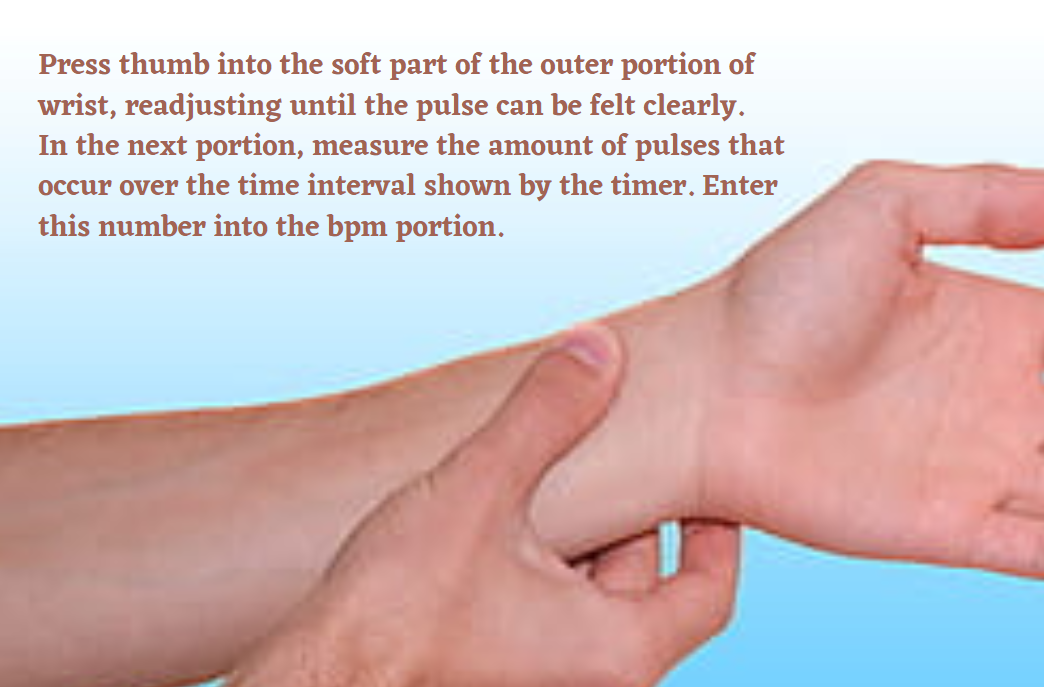 Press thumb into the soft part of the outer portion of
wrist, readjusting until the pulse can be felt clearly.
In the next portion, measure the amount of pulses that
occur over the time interval shown by the timer. Enter
this number into the bpm portion.